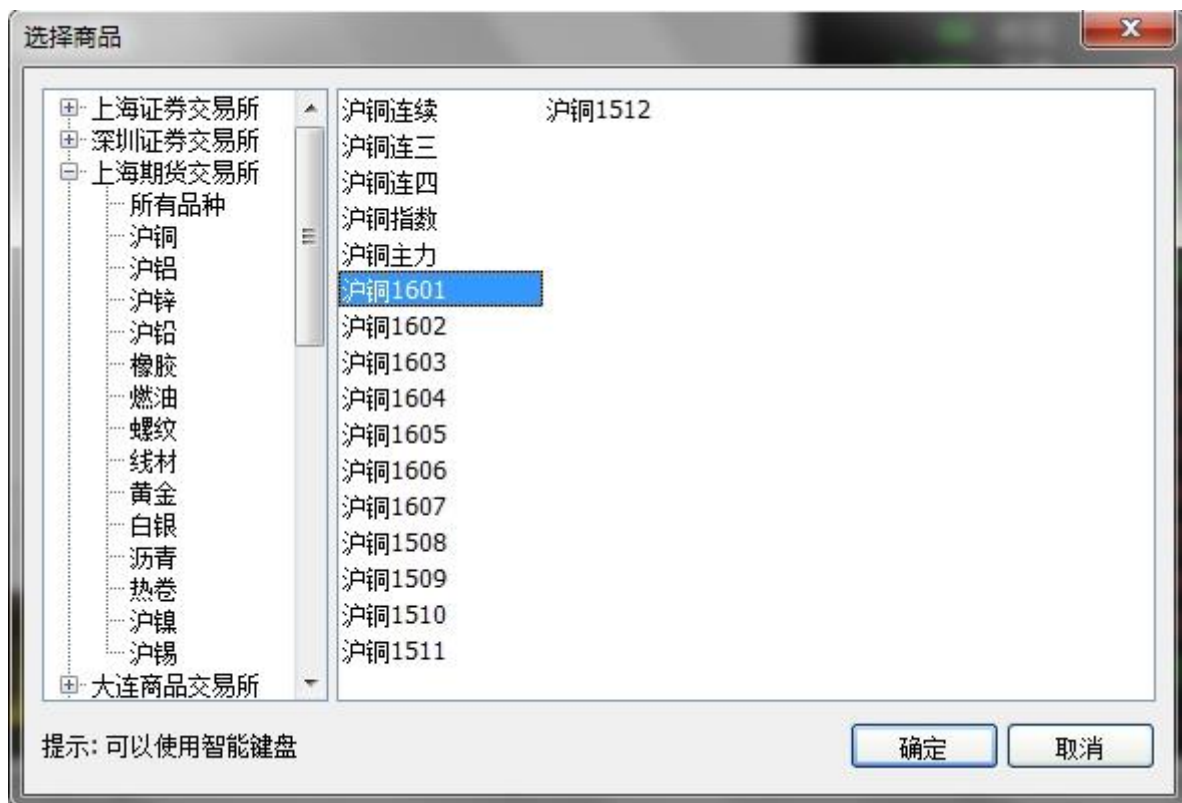 选择商品
上海证券交易所
深圳证券交易所
上海期货交易所
所有品种
沪铜
沪铝
沪锌
沪铅
橡胶
燃油
螺纹
线材
黄金
白银
沥青
热卷
沪镍
沪锡
大连商品交易所
沪铜连续
沪铜连三
沪铜连四
沪铜指数
沪铜主力
沪铜1601
沪铜1602
沪铜1603
沪铜1604
沪铜1605
沪铜1606
沪铜1607
沪铜1508
沪铜1509
沪铜1510
沪铜1511
沪铜1512
提示: 可以使用智能键盘
确定
取消